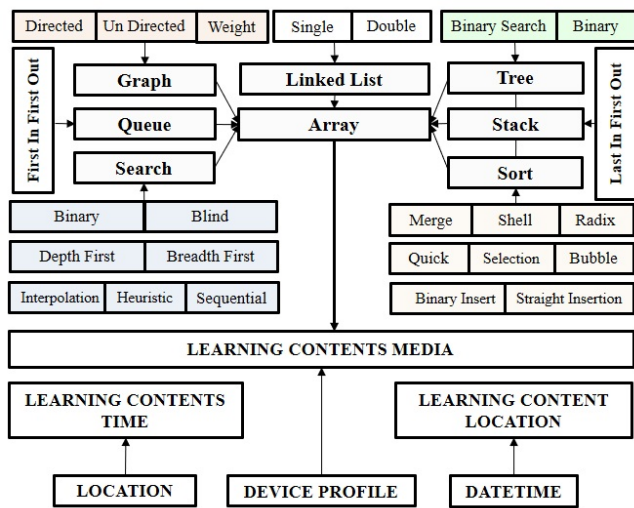 Directed Un Directed Weight Single Double Binary Search Binary
Graph Linked List Tree
First In First Out Queue Array Stack Last In First Out
Search Sort
Binary Blind Merge Shell Radix
Depth First Breadth First Quick Selection Bubble
Interpolation Heuristic Sequential Binary Insert Straight Insertion
LEARNING CONTENTS MEDIA
LEARNING CONTENTS
TIME
LEARNING CONTENT
LOCATION
LOCATION DEVICE PROFILE DATETIME